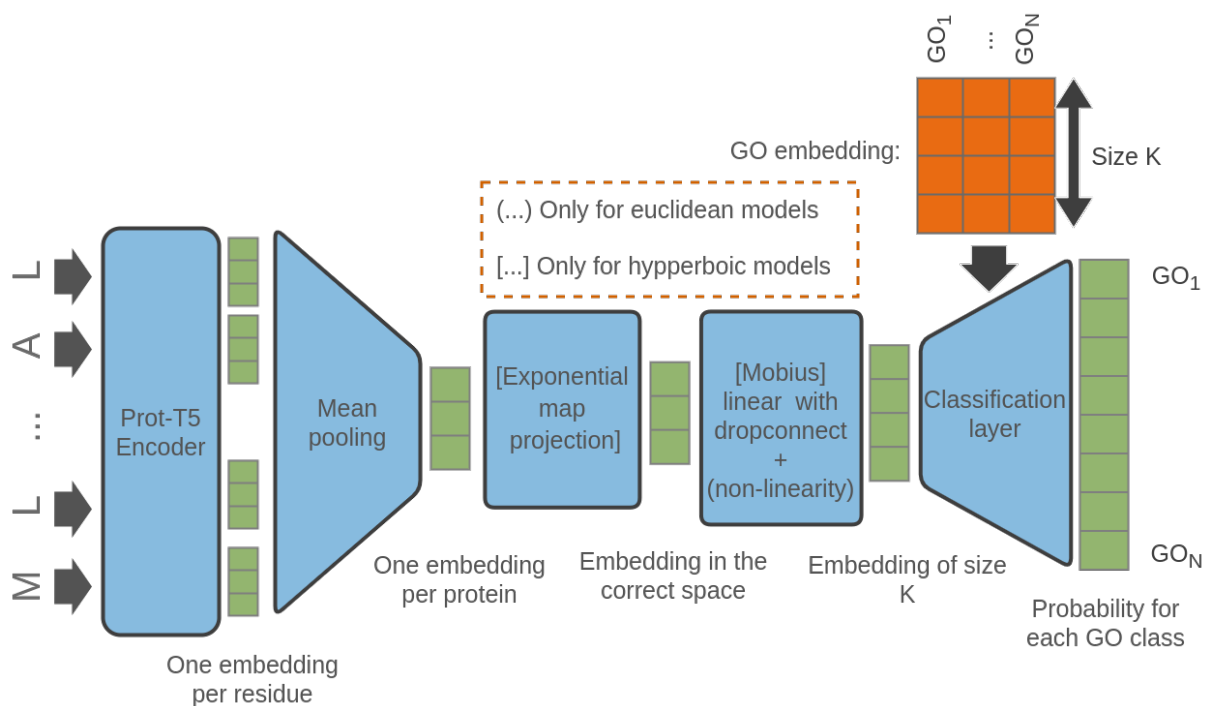 GO1 ... GON
GO embedding:
Size K
(...) Only for euclidean models
[...] Only for hypperboic models
L
A
...
L
M
Prot-T5
Encoder
Mean
pooling
[Exponential
map
projection]
[Mobius]
linear with
dropconnect
+
(non-linearity)
Classification
layer
GO1
GON
One embedding
per residue
One embedding
per protein
Embedding in the
correct space
Embedding of size
K
Probability for
each GO class